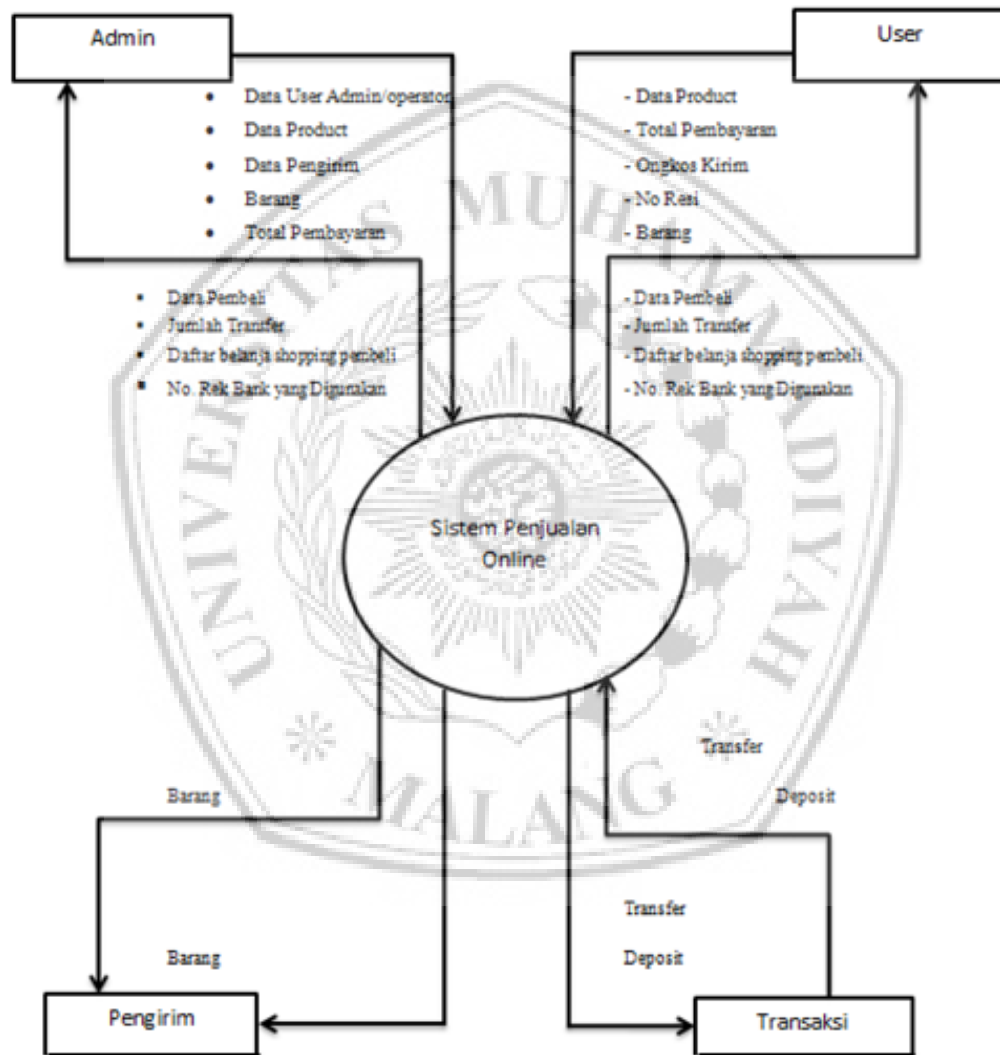 Admin
User
• Data User Admin/operator
• Data Product
• Data Pengirim
• Barang
• Total Pembayaran
- Data Product
- Total Pembayaran
- Ongkos Kirim
- No Resi
- Barang
• Data Pembeli
• Jumlah Transfer
• Daftar belanja shopping pembeli
• No. Rek Bank yang Digunakan
- Data Pembeli
- Jumlah Transfer
- Daftar belanja shopping pembeli
- No. Rek Bank yang Digunakan
Sistem Penjualan
Online
Transfer
Barang
Deposit
Transfer
Barang
Deposit
Pengirim
Transaksi
UNIVERSITAS MUHAMMADIYAH
MALANG